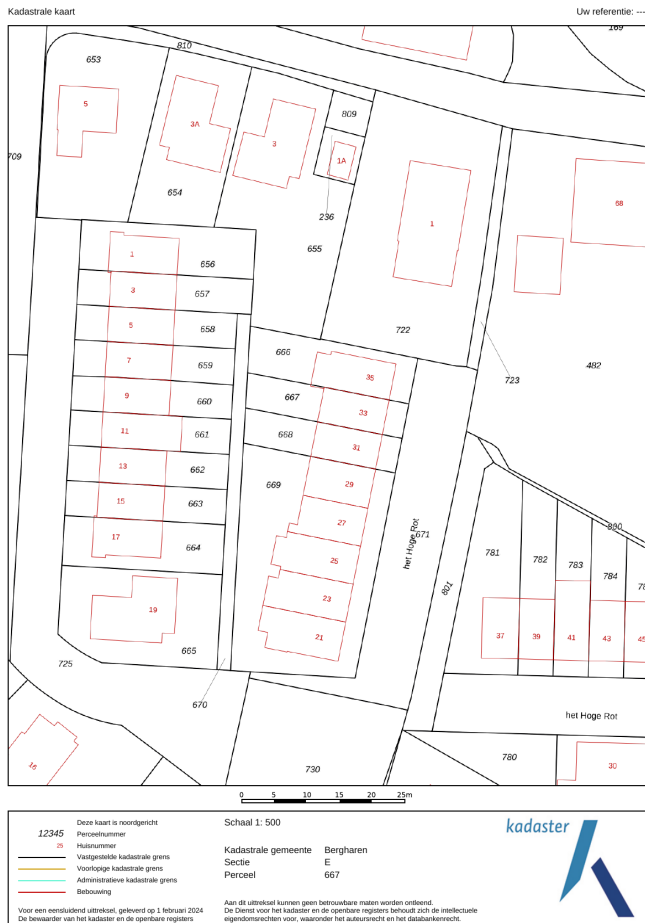 Kadastrale kaart
Uw referentie: ---
169
810
653
5
3A
3
809
1A
709
68
654
236
1
655
1
656
3
657
5
658
722
7
659
666
482
35
723
9
660
667
33
11
661
668
31
13
662
669
29
15
663
27
het Hoge Rot
671
800
17
664
25
781
782
783
784
78
801
23
19
21
37
39
41
43
45
665
725
670
het Hoge Rot
16
730
780
30
0 5 10 15 20 25m
Deze kaart is noordgericht
12345 Perceelnummer
25 Huisnummer
Vastgestelde kadastrale grens
Voorlopige kadastrale grens
Administratieve kadastrale grens
Bebouwing
Voor een eensluidend uittreksel, geleverd op 1 februari 2024
De bewaarder van het kadaster en de openbare registers
Schaal 1: 500
Kadastrale gemeente Bergharen
Sectie E
Perceel 667
Aan dit uittreksel kunnen geen betrouwbare maten worden ontleend.
De Dienst voor het kadaster en de openbare registers behoudt zich de intellectuele
eigendomsrechten voor, waaronder het auteursrecht en het databankenrecht.
kadaster